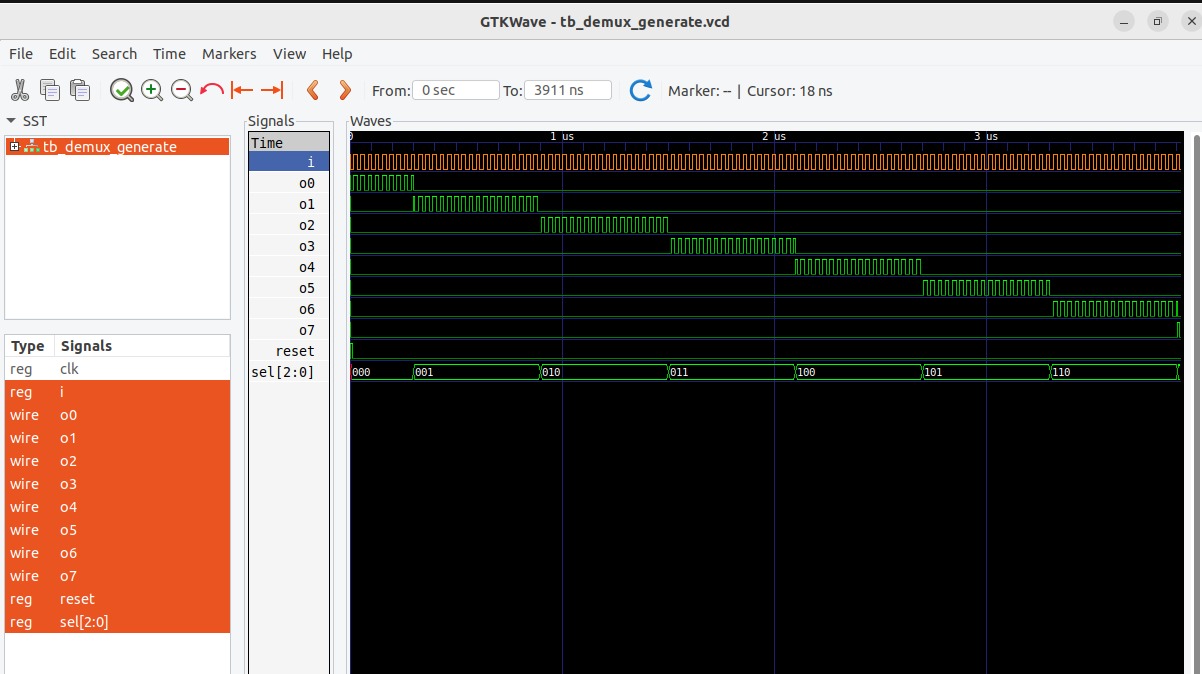 GTKWave - tb_demux_generate.vcd
File Edit Search Time Markers View Help
From: 0 sec To: 3911 ns Marker: -- | Cursor: 18 ns
SST
tb_demux_generate
Type Signals
reg clk
reg i
wire o0
wire o1
wire o2
wire o3
wire o4
wire o5
wire o6
wire o7
reg reset
reg sel[2:0]
Signals
Time
i
o0
o1
o2
o3
o4
o5
o6
o7
reset
sel[2:0]
Waves
0 1 us 2 us 3 us
000 001 010 011 100 101 110